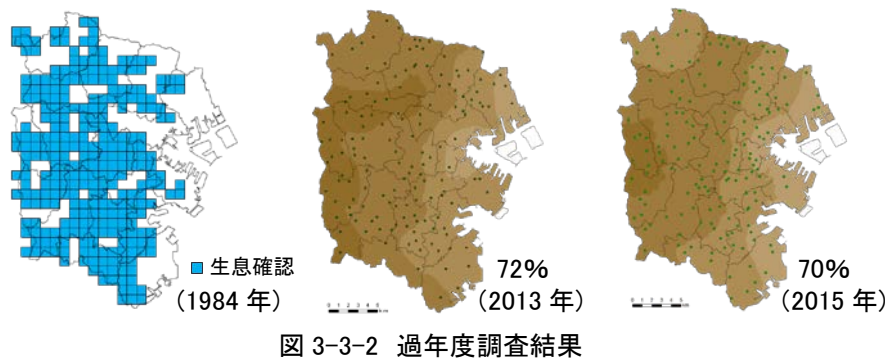 生息確認
(1984 年)
72%
(2013 年)
70%
(2015 年)
図 3-3-2 過年度調査結果